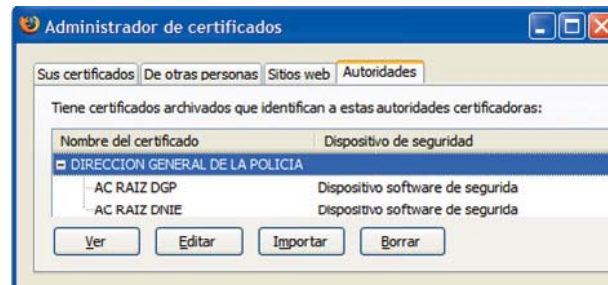 Administrador de certificados
Sus certificados De otras personas Sitios web Autoridades
Tiene certificados archivados que identifican a estas autoridades certificadoras:
Nombre del certificado Dispositivo de seguridad
DIRECCION GENERAL DE LA POLICIA
AC RAIZ DGP Dispositivo software de segurida
AC RAIZ DNIE Dispositivo software de segurida
Ver Editar Importar Borrar